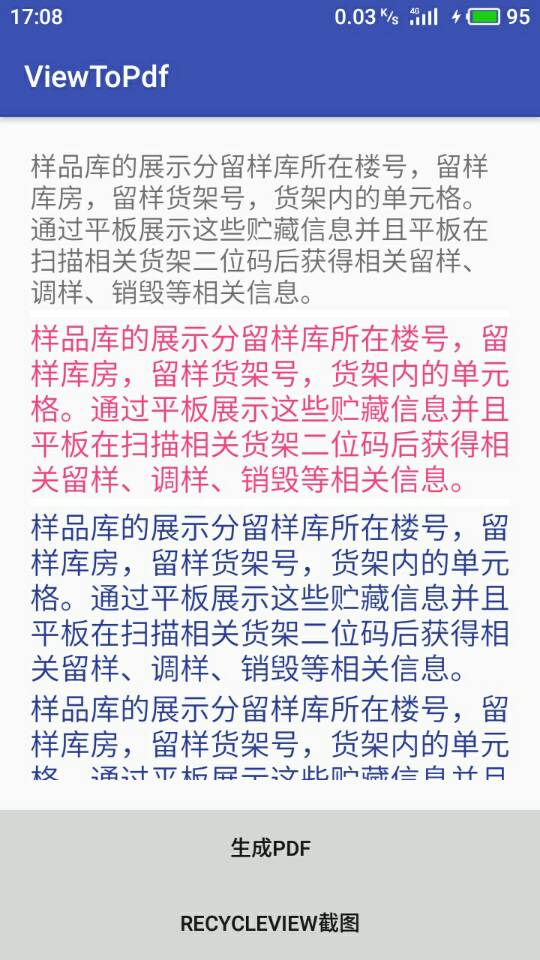 17:08
0.03 K/s 4G 95
ViewToPdf
样品库的展示分留样库所在楼号，留样
库房，留样货架号，货架内的单元格。
通过平板展示这些贮藏信息并且平板在
扫描相关货架二位码后获得相关留样、
调样、销毁等相关信息。
样品库的展示分留样库所在楼号，留
样库房，留样货架号，货架内的单元
格。通过平板展示这些贮藏信息并且
平板在扫描相关货架二位码后获得相
关留样、调样、销毁等相关信息。
样品库的展示分留样库所在楼号，留
样库房，留样货架号，货架内的单元
格。通过平板展示这些贮藏信息并且
平板在扫描相关货架二位码后获得相
关留样、调样、销毁等相关信息。
样品库的展示分留样库所在楼号，留
样库房，留样货架号，货架内的单元
格。通过平板展示这些贮藏信息并且
生成PDF
RECYCLEVIEW截图